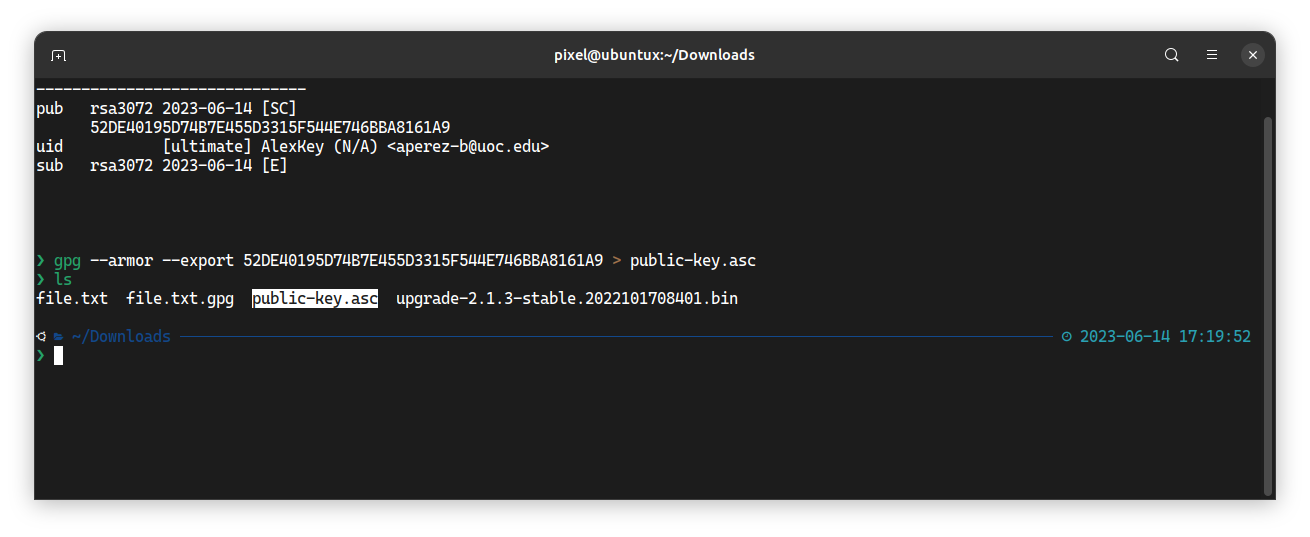 pixel@ubuntux:~/Downloads
------------------------------
pub   rsa3072 2023-06-14 [SC]
      52DE40195D74B7E455D3315F544E746BBA8161A9
uid           [ultimate] AlexKey (N/A) <aperez-b@uoc.edu>
sub   rsa3072 2023-06-14 [E]
❯ gpg --armor --export 52DE40195D74B7E455D3315F544E746BBA8161A9 > public-key.asc
❯ ls
file.txt  file.txt.gpg  public-key.asc  upgrade-2.1.3-stable.2022101708401.bin
~/Downloads 2023-06-14 17:19:52
❯